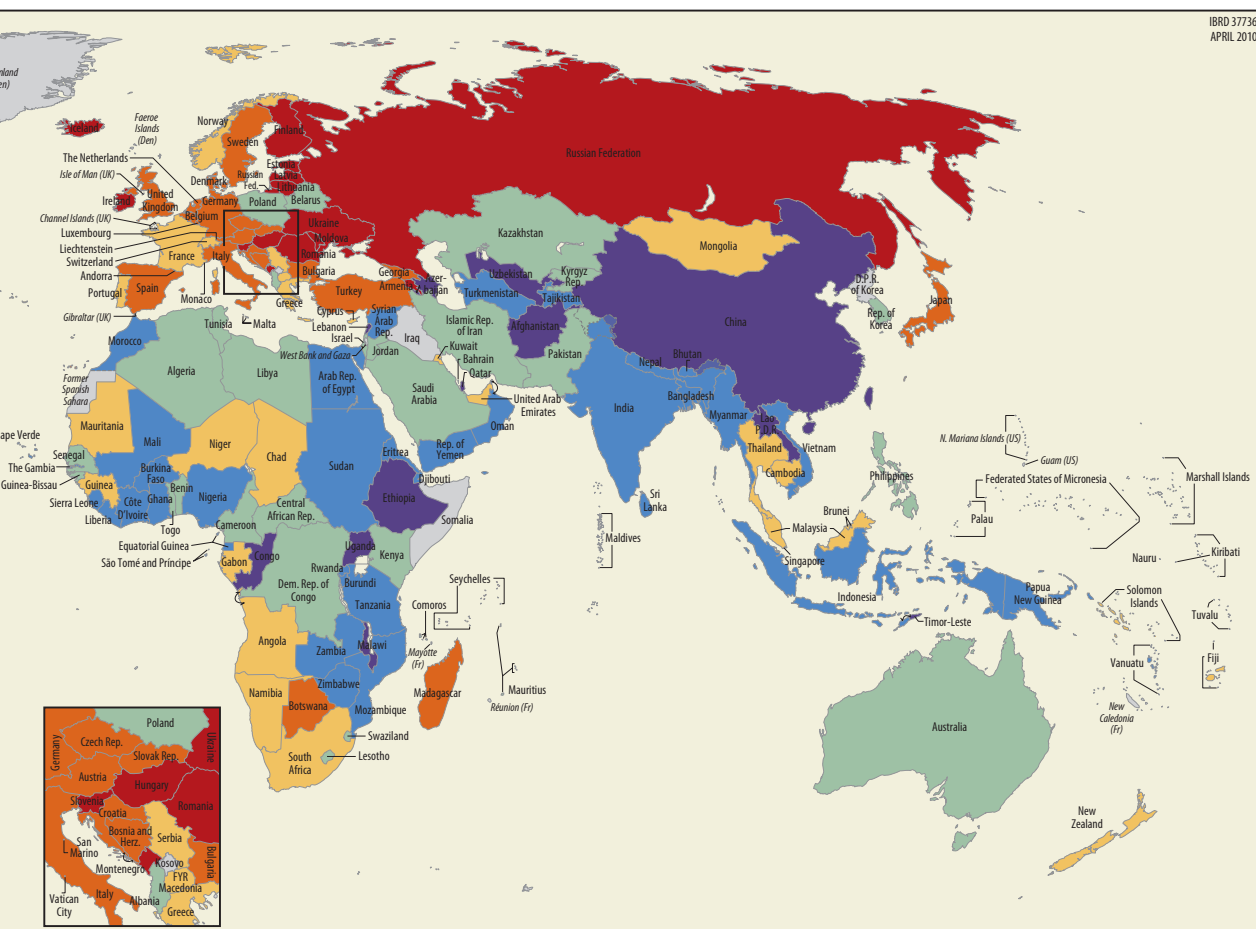 IBRD 37736
APRIL 2010
nland
en)
Iceland
Faeroe
Islands
(Den)
Norway
Sweden
Finland
Russian Federation
The Netherlands
Isle of Man (UK)
Denmark
Russian
Fed.
Estonia
Latvia
Lithuania
Ireland
United
Kingdom
Germany
Poland
Belarus
Channel Islands (UK)
Belgium
Luxembourg
Ukraine
Moldova
Liechtenstein
Switzerland
France
Italy
Romania
Andorra
Bulgaria
Portugal
Spain
Monaco
Greece
Gibraltar (UK)
Georgia
Armenia
Azer-
baijan
Turkey
Kazakhstan
Mongolia
Uzbekistan
Kyrgyz
Rep.
Turkmenistan
Tajikistan
D.P.R.
of Korea
Rep. of
Korea
Japan
China
Tunisia
Malta
Cyprus
Lebanon
Israel
Syrian
Arab
Rep.
West Bank and Gaza
Jordan
Iraq
Islamic Rep.
of Iran
Afghanistan
Pakistan
Kuwait
Bahrain
Qatar
Morocco
Algeria
Libya
Arab Rep.
of Egypt
Saudi
Arabia
United Arab
Emirates
Oman
Nepal
Bhutan
India
Bangladesh
Myanmar
Lao
P.D.R.
Former
Spanish
Sahara
Mauritania
Mali
Niger
Chad
Sudan
Eritrea
Rep. of
Yemen
Djibouti
Ethiopia
Somalia
ape Verde
Senegal
The Gambia
Guinea-Bissau
Guinea
Sierra Leone
Liberia
Burkina
Faso
Côte
D'Ivoire
Ghana
Benin
Togo
Nigeria
Cameroon
Central
African Rep.
Equatorial Guinea
São Tomé and Príncipe
Gabon
Congo
Dem. Rep. of
Congo
Uganda
Kenya
Rwanda
Burundi
Tanzania
Thailand
Vietnam
Cambodia
Sri
Lanka
Maldives
Philippines
N. Mariana Islands (US)
Guam (US)
Federated States of Micronesia
Marshall Islands
Palau
Brunei
Malaysia
Singapore
Indonesia
Nauru
Kiribati
Papua
New Guinea
Solomon
Islands
Timor-Leste
Tuvalu
Vanuatu
i
Fiji
New
Caledonia
(Fr)
Australia
New
Zealand
Seychelles
Comoros
Mayotte
(Fr)
Mauritius
Réunion (Fr)
Angola
Zambia
Malawi
Namibia
Zimbabwe
Botswana
Mozambique
Madagascar
Swaziland
Lesotho
South
Africa
Poland
Germany
Czech Rep.
Slovak Rep.
Ukraine
Austria
Hungary
Slovenia
Croatia
Romania
Bosnia and
Herz.
Serbia
San
Marino
Montenegro
Kosovo
Bulgaria
FYR
Macedonia
Vatican
City
Italy
Albania
Greece